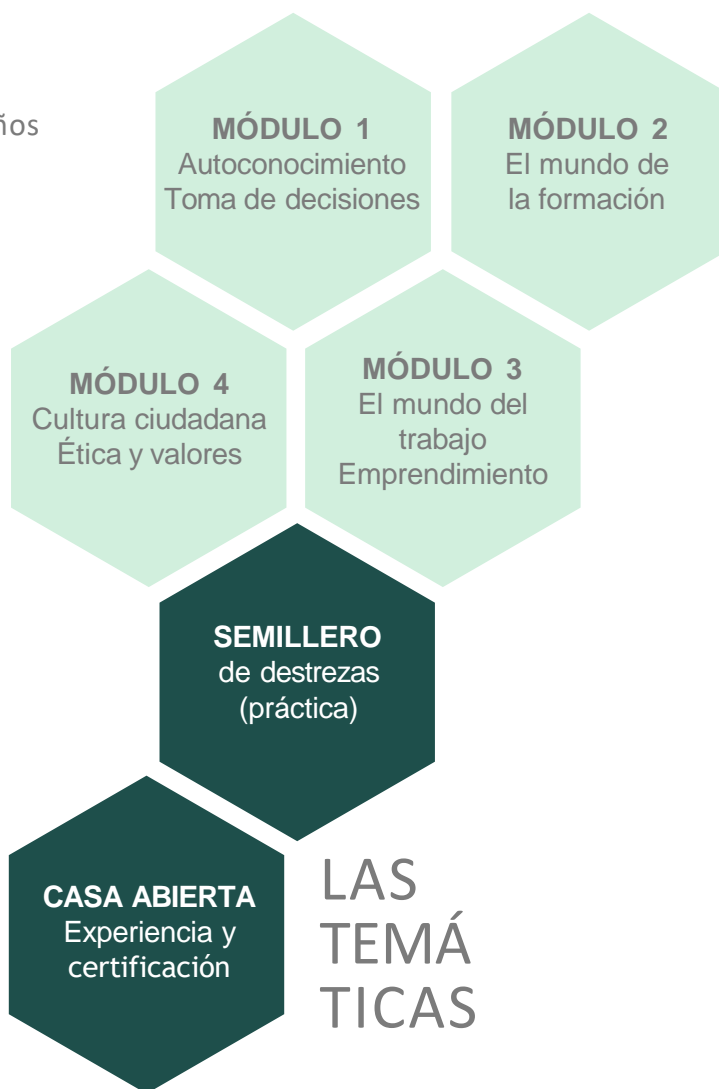 ños
MÓDULO 1
Autoconocimiento
Toma de decisiones
MÓDULO 2
El mundo de
la formación
MÓDULO 4
Cultura ciudadana
Ética y valores
MÓDULO 3
El mundo del
trabajo
Emprendimiento
SEMILLERO
de destrezas
(práctica)
CASA ABIERTA
Experiencia y
certificación
LAS
TEMÁ
TICAS